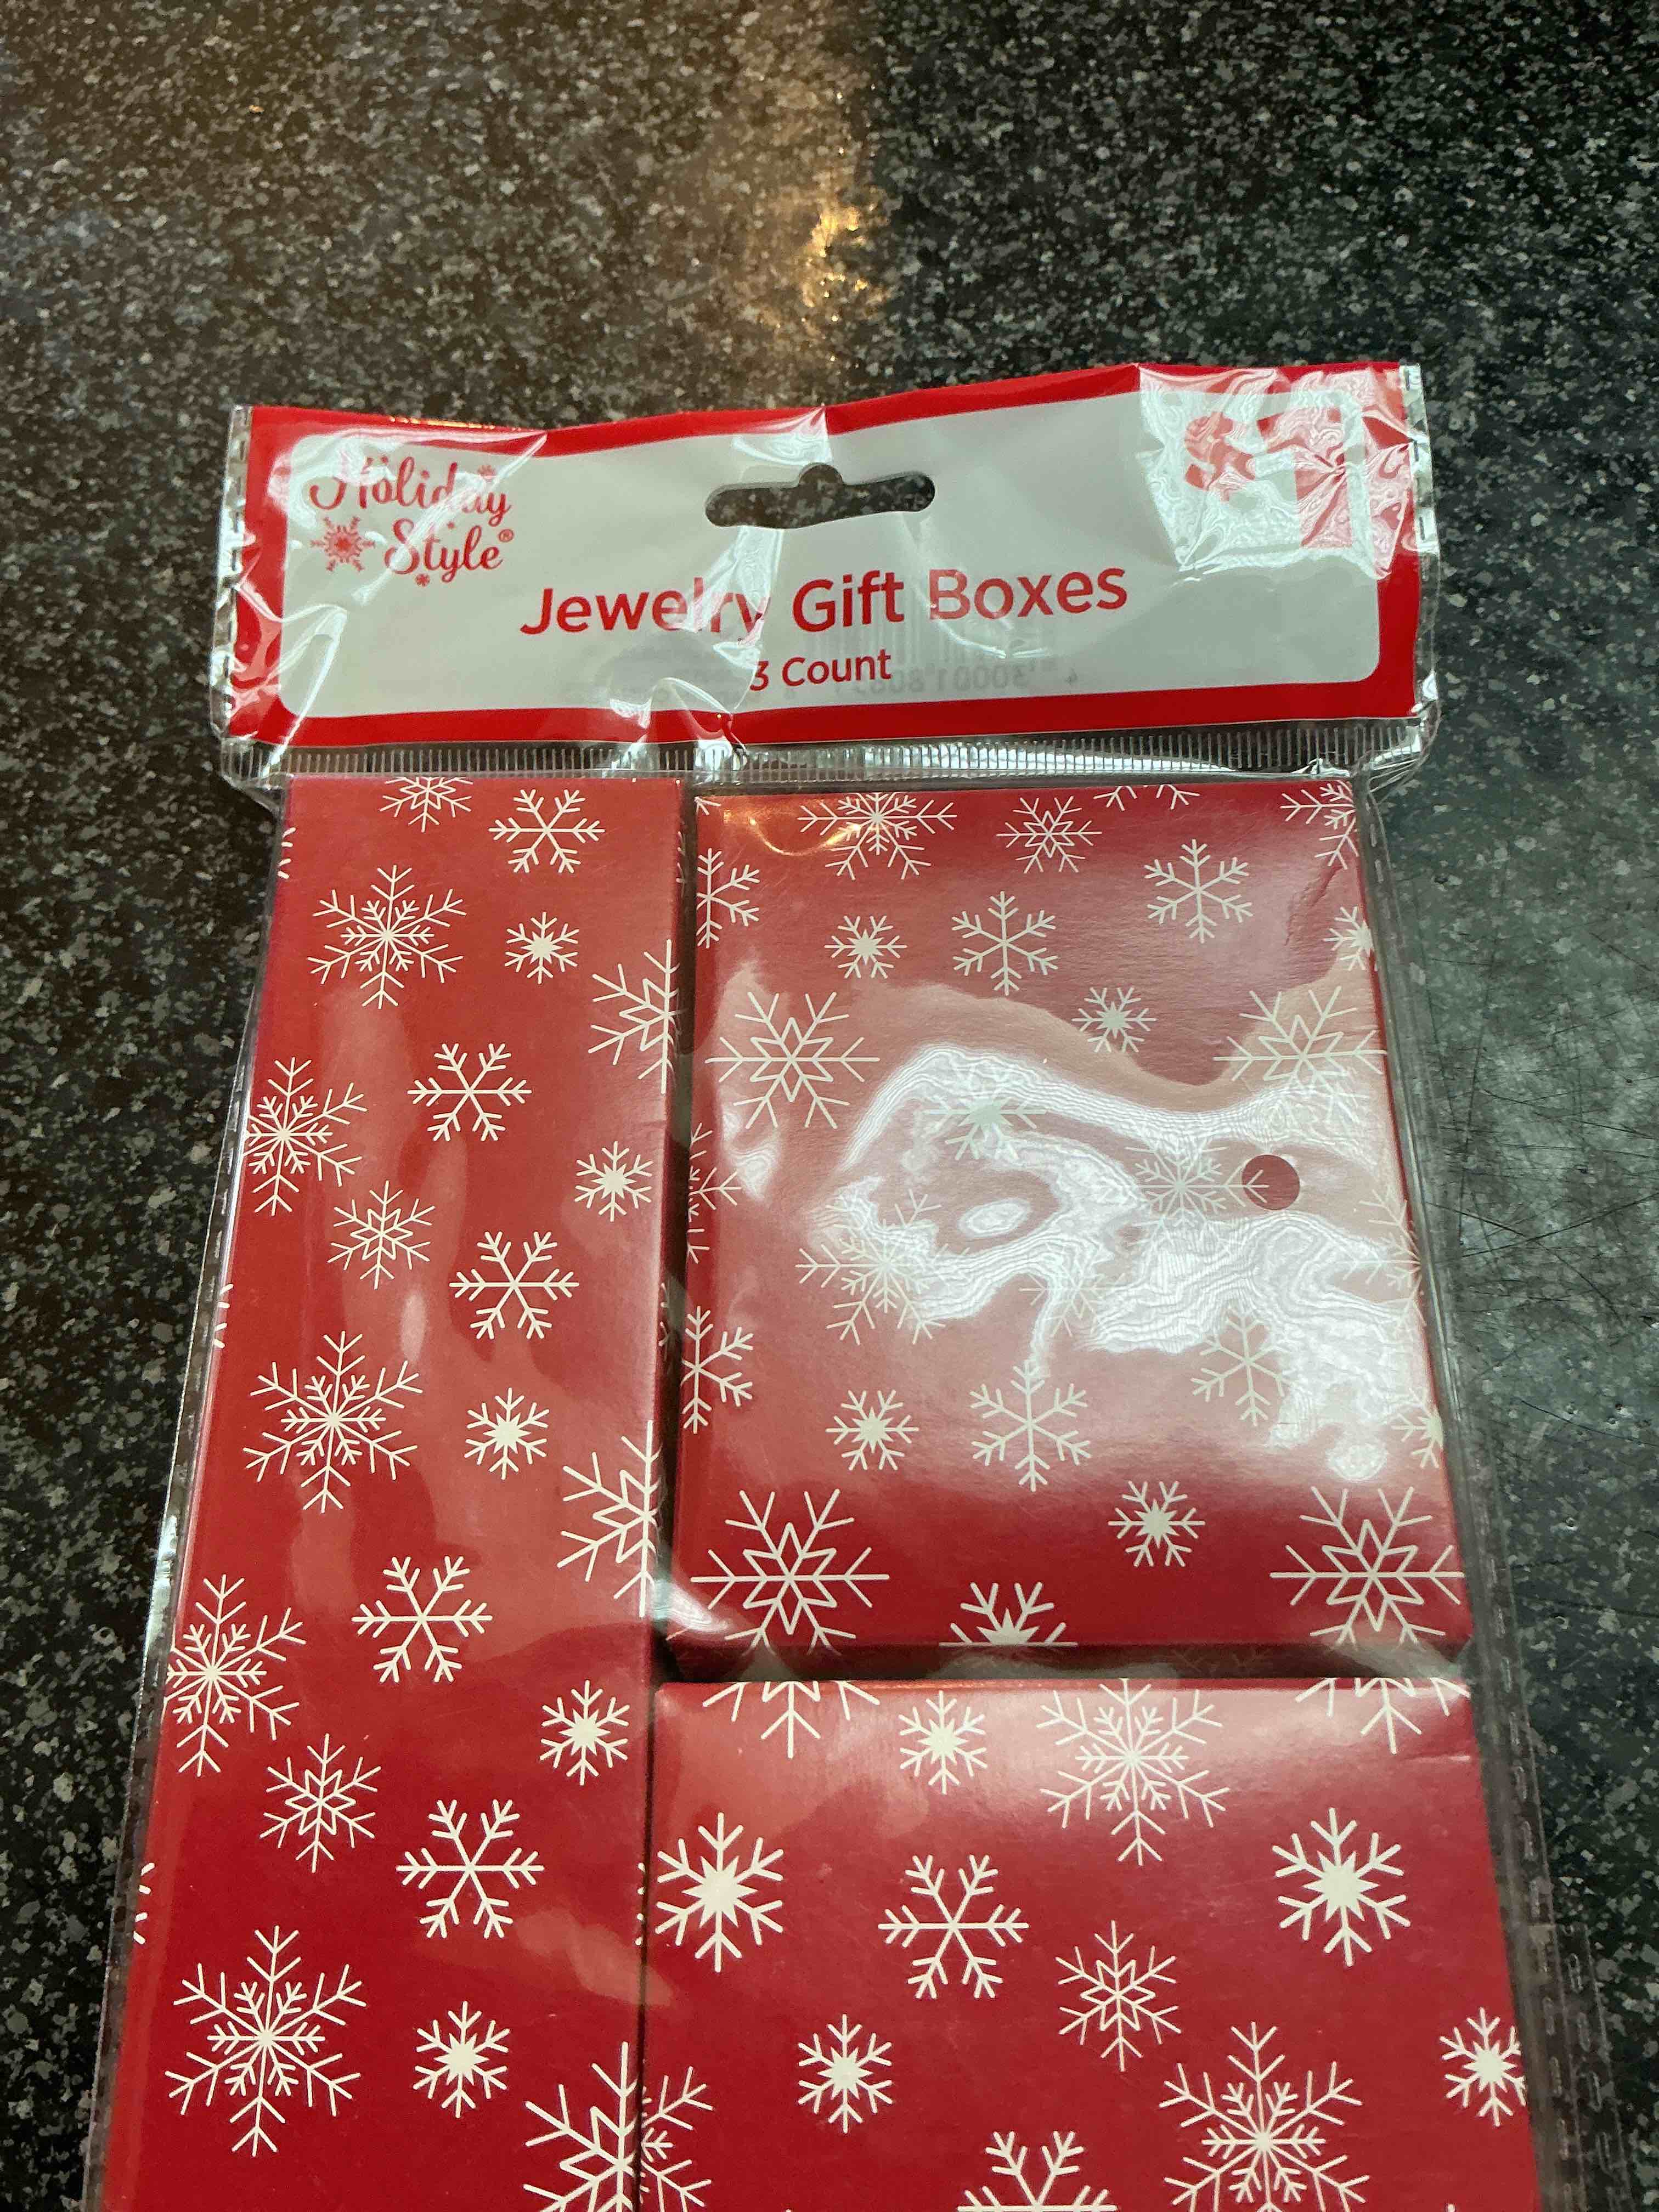 Holiday
Style®
$1
Jewelry Gift Boxes
3 Count